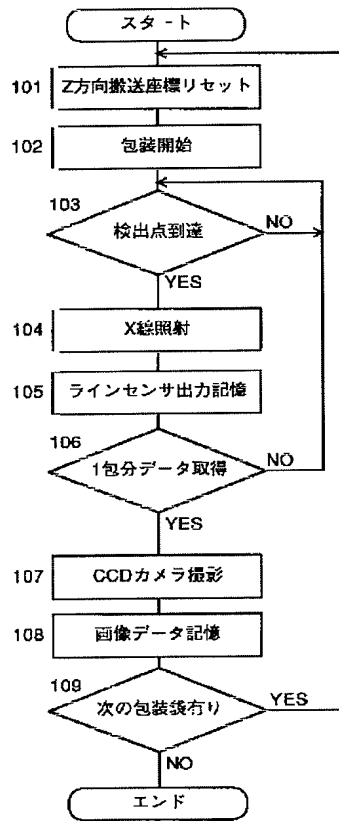 スタート
101 Z方向搬送座標リセット
102 包装開始
103 検出点到達 NO
YES
104 X線照射
105 ラインセンサ出力記憶
106 1包分データ取得 NO
YES
107 CCDカメラ撮影
108 画像データ記憶
109 次の包装袋有り YES
NO
エンド